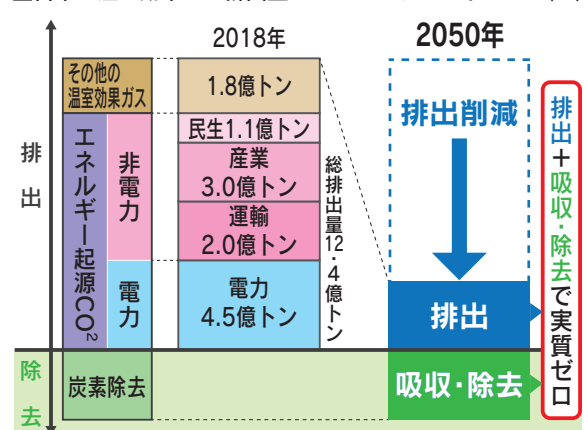 2018年
2050年
排出
その他の
温室効果ガス
エネルギー起源CO2
非電力
電力
1.8億トン
民生1.1億トン
産業
3.0億トン
運輸
2.0億トン
電力
4.5億トン
総排出量12・4億トン
排出削減
排出
排出+吸収・除去で実質ゼロ
除去
炭素除去
吸収・除去